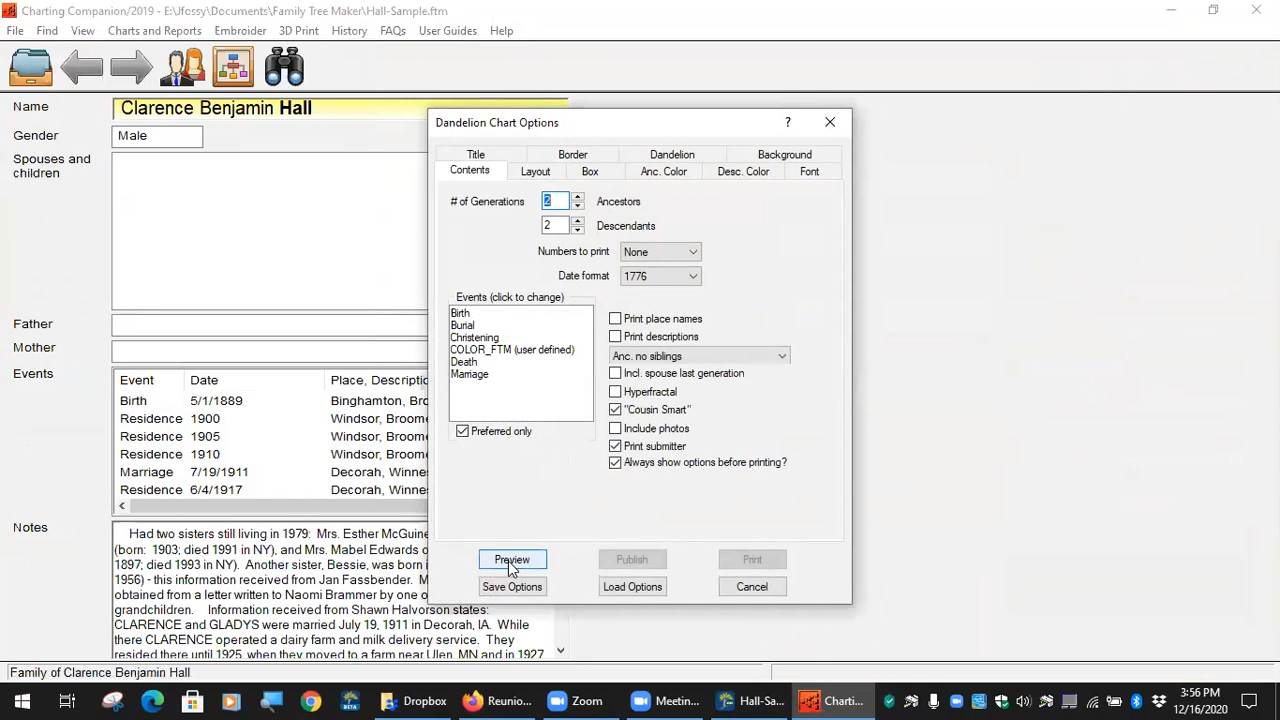 Charting Companion/2019 - E:\Jfossy\Documents\Family Tree Maker\Hall-Sample.ftm
File Find View Charts and Reports Embroider 3D Print History FAQs User Guides Help
Name Clarence Benjamin Hall
Gender Male
Spouses and
children
Father
Mother
Events
Event Date Place, Descriptio
Birth 5/1/1889 Binghamton, Br
Residence 1900 Windsor, Broome
Residence 1905 Windsor, Broome
Residence 1910 Windsor, Broome
Marriage 7/19/1911 Decorah, Winnes
Residence 6/4/1917 Decorah, Winnes
Notes
Had two sisters still living in 1979: Mrs. Esther McGuine
(born: 1903; died 1991 in NY), and Mrs. Mabel Edwards o
1897; died 1993 in NY). Another sister, Bessie, was born i
1956) - this information received from Jan Fassbender. M
obtained from a letter written to Naomi Brammer by one o
grandchildren. Information received from Shawn Halvorson states:
CLARENCE and GLADYS were married July 19, 1911 in Decorah, IA. While
there CLARENCE operated a dairy farm and milk delivery service. They
resided there until 1925, when they moved to a farm near Ulen, MN and in 1927
Dandelion Chart Options ?
Title Border Dandelion Background
Contents Layout Box Anc. Color Desc. Color Font
# of Generations 2 Ancestors
2 Descendants
Numbers to print None
Date format 1776
Events (click to change)
Birth
Burial
Christening
COLOR_FTM (user defined)
Death
Marriage
Preferred only
Print place names
Print descriptions
Anc. no siblings
Incl. spouse last generation
Hyperfractal
"Cousin Smart"
Include photos
Print submitter
Always show options before printing?
Preview Publish Print
Save Options Load Options Cancel
Family of Clarence Benjamin Hall
BETA Dropbox Reunio... Zoom Meetin... Hall-Sa... Charti...
3:56 PM
12/16/2020